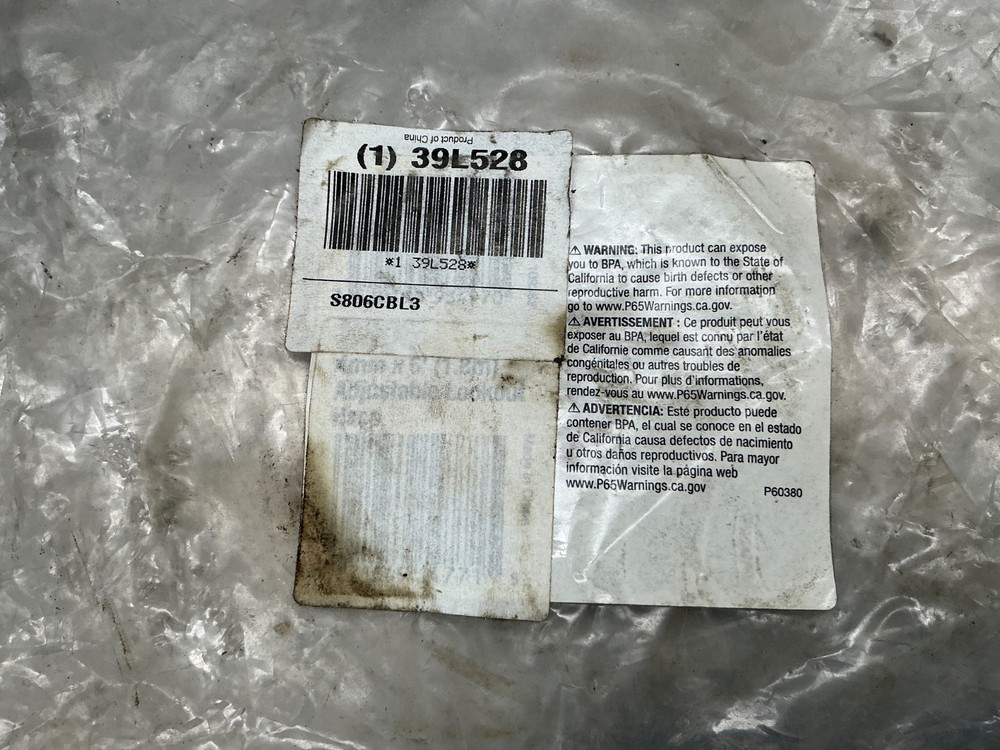 Product of China
(1) 39L528
*1 39L528*
S806CBL3
⚠ WARNING: This product can expose
you to BPA, which is known to the State of
California to cause birth defects or other
reproductive harm. For more information
go to www.P65Warnings.ca.gov.
⚠ AVERTISSEMENT : Ce produit peut vous
exposer au BPA, lequel est connu par l'état
de Californie comme causant des anomalies
congénitales ou autres troubles de
reproduction. Pour plus d'informations,
rendez-vous au www.P65Warnings.ca.gov.
⚠ ADVERTENCIA: Esté producto puede
contener BPA, el cual se conoce en el estado
de California causa defectos de nacimiento
u otros daños reproductivos. Para mayor
información visite la página web
www.P65Warnings.ca.gov
P60380